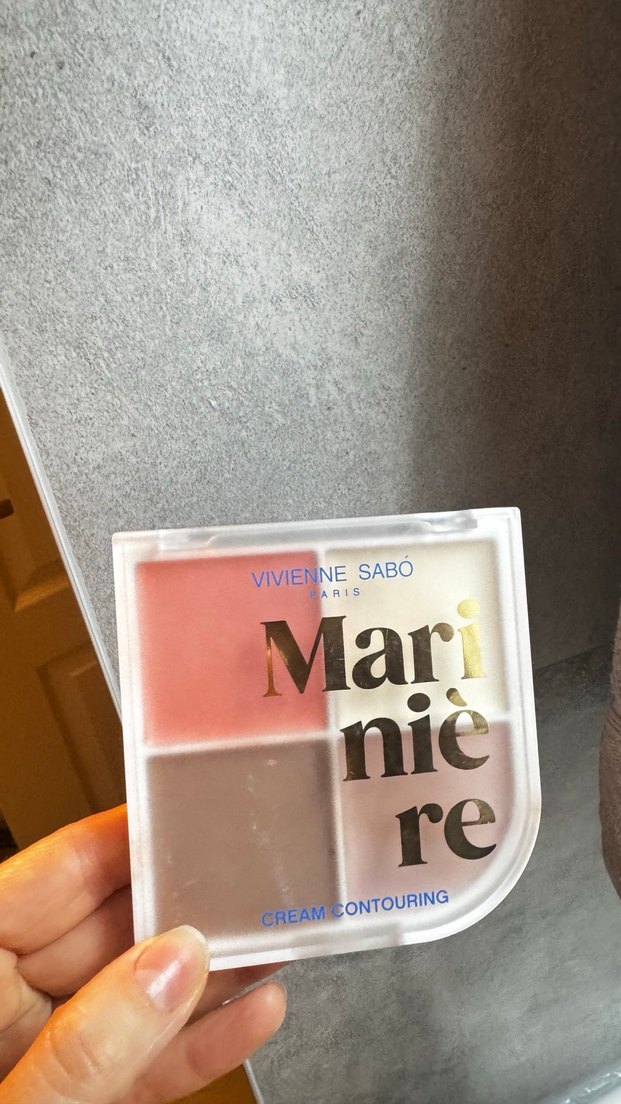 VIVIENNE SABÓ
PARIS
Mari
niè
re
CREAM CONTOURING